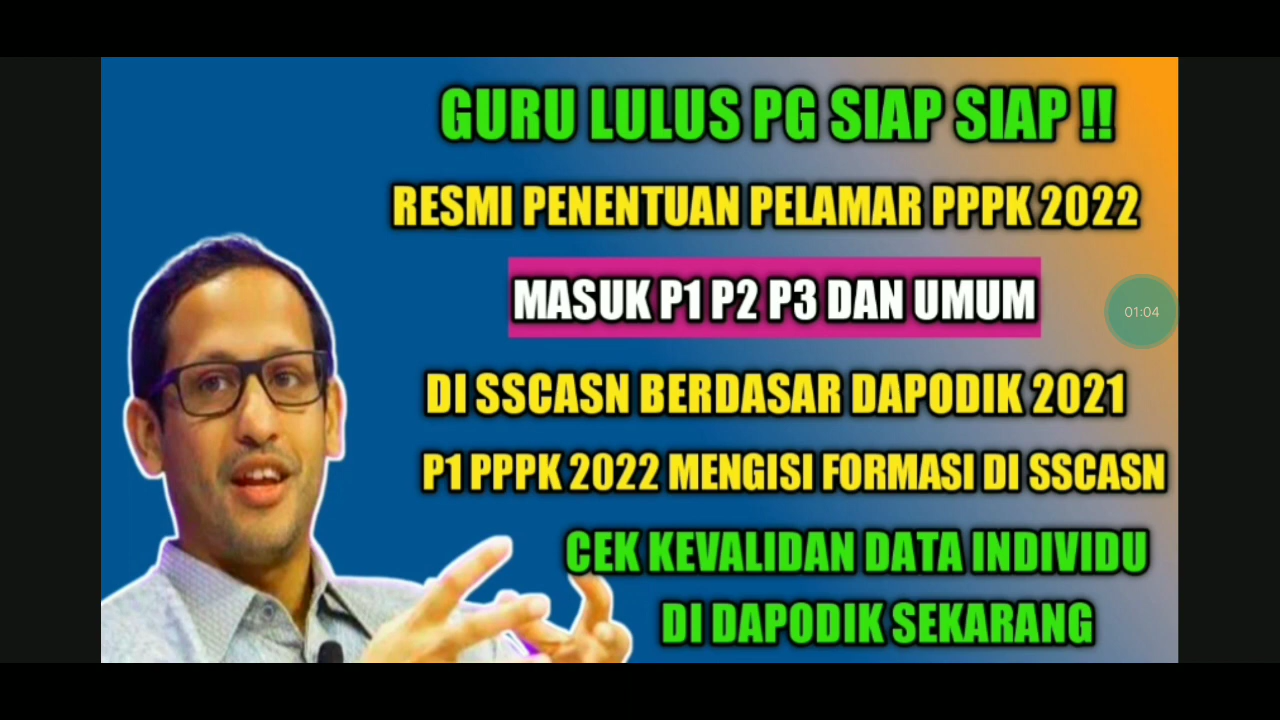 GURU LULUS PG SIAP SIAP !!
RESMI PENENTUAN PELAMAR PPPK 2022
MASUK P1 P2 P3 DAN UMUM
01:04
DI SSCASN BERDASAR DAPODIK 2021
P1 PPPK 2022 MENGISI FORMASI DI SSCASN
CEK KEVALIDAN DATA INDIVIDU
DI DAPODIK SEKARANG